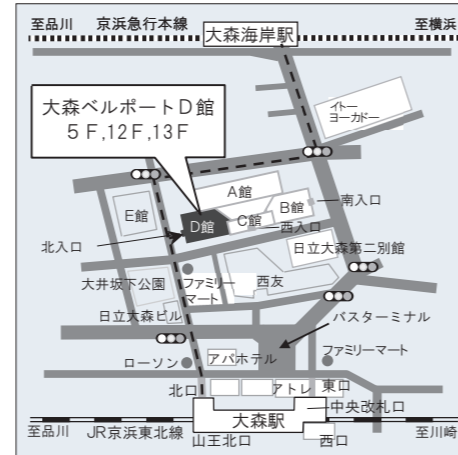 至品川 京浜急行本線
大森海岸駅
至横浜
大森ベルポートD館
5F,12F,13F
イトー
ヨーカドー
A館
E館
B館
南入口
D館
C館
西入口
北入口
日立大森第二別館
大井坂下公園
ファミリー
マート
西友
日立大森ビル
バスターミナル
ローソン
アパホテル
ファミリーマート
北口
アトレ
東口
中央改札口
大森駅
至品川 JR京浜東北線
山王北口
西口
至川崎